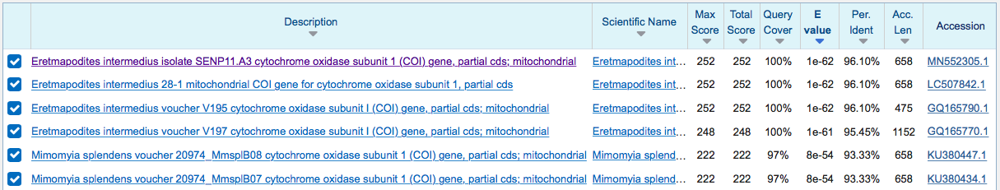 Description Scientific Name Max Score Total Score Query Cover E value Per. Ident Acc. Len Accession
Eretmapodites intermedius isolate SENP11.A3 cytochrome oxidase subunit 1 (COI) gene, partial cds; mitochondrial Eretmapodites int... 252 252 100% 1e-62 96.10% 658 MN552305.1
Eretmapodites intermedius 28-1 mitochondrial COI gene for cytochrome oxidase subunit 1, partial cds Eretmapodites int... 252 252 100% 1e-62 96.10% 658 LC507842.1
Eretmapodites intermedius voucher V195 cytochrome oxidase subunit I (COI) gene, partial cds; mitochondrial Eretmapodites int... 252 252 100% 1e-62 96.10% 475 GQ165790.1
Eretmapodites intermedius voucher V197 cytochrome oxidase subunit I (COI) gene, partial cds; mitochondrial Eretmapodites int... 248 248 100% 1e-61 95.45% 1152 GQ165770.1
Mimomyia splendens voucher 20974_MmsplB08 cytochrome oxidase subunit 1 (COI) gene, partial cds; mitochondrial Mimomyia splend... 222 222 97% 8e-54 93.33% 658 KU380447.1
Mimomyia splendens voucher 20974_MmsplB07 cytochrome oxidase subunit 1 (COI) gene, partial cds; mitochondrial Mimomyia splend... 222 222 97% 8e-54 93.33% 658 KU380434.1